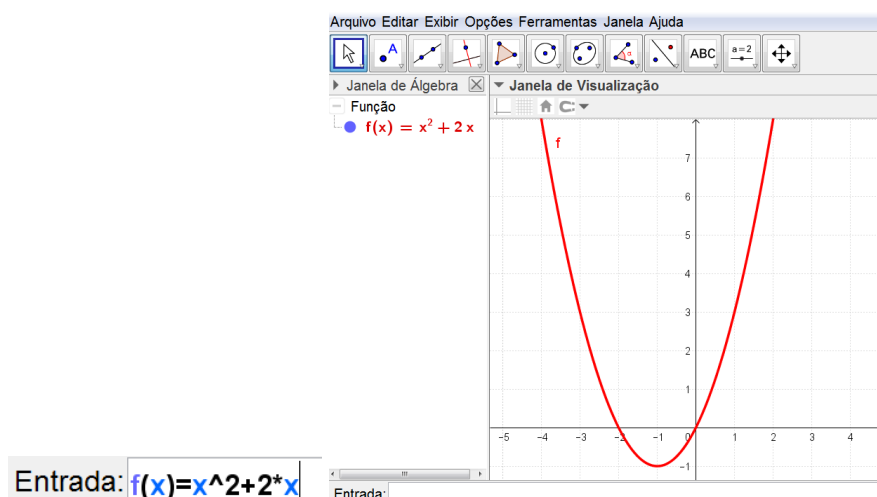 Arquivo Editar Exibir Opções Ferramentas Janela Ajuda
A ABC a=2
Janela de Álgebra Janela de Visualização
Função
f(x) = x² + 2 x
f
7
6
5
4
3
2
1
-5 -4 -3 -2 -1 0 1 2 3 4
-1
Entrada: f(x)=x^2+2*x
Entrada: